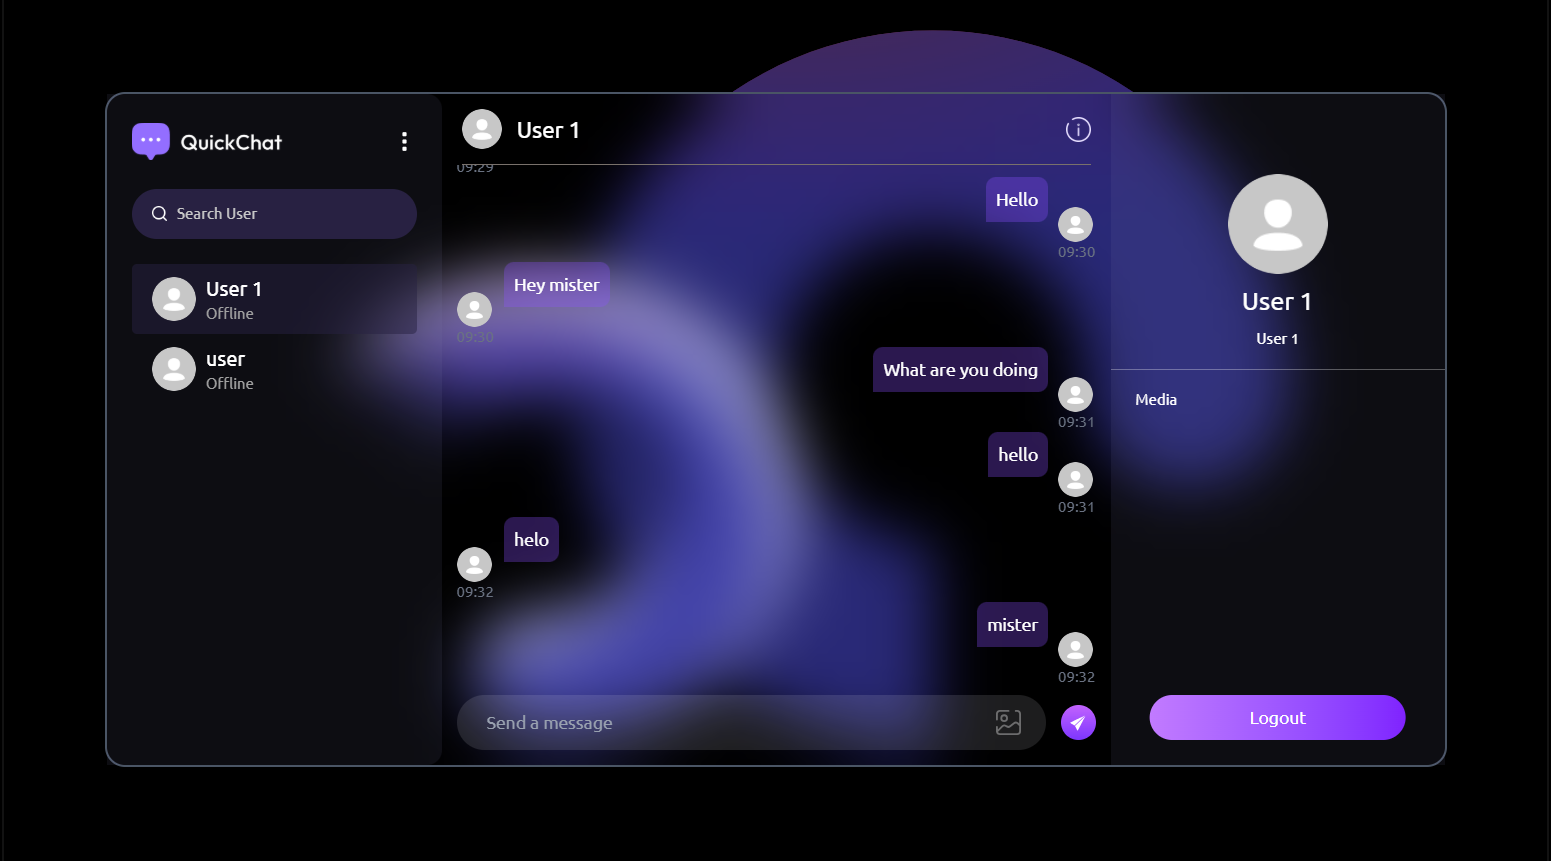 QuickChat
Search User
User 1
Offline
user
Offline
User 1
09:29
Hello
09:30
Hey mister
09:30
What are you doing
09:31
hello
09:31
helo
09:32
mister
09:32
Send a message
User 1
User 1
Media
Logout